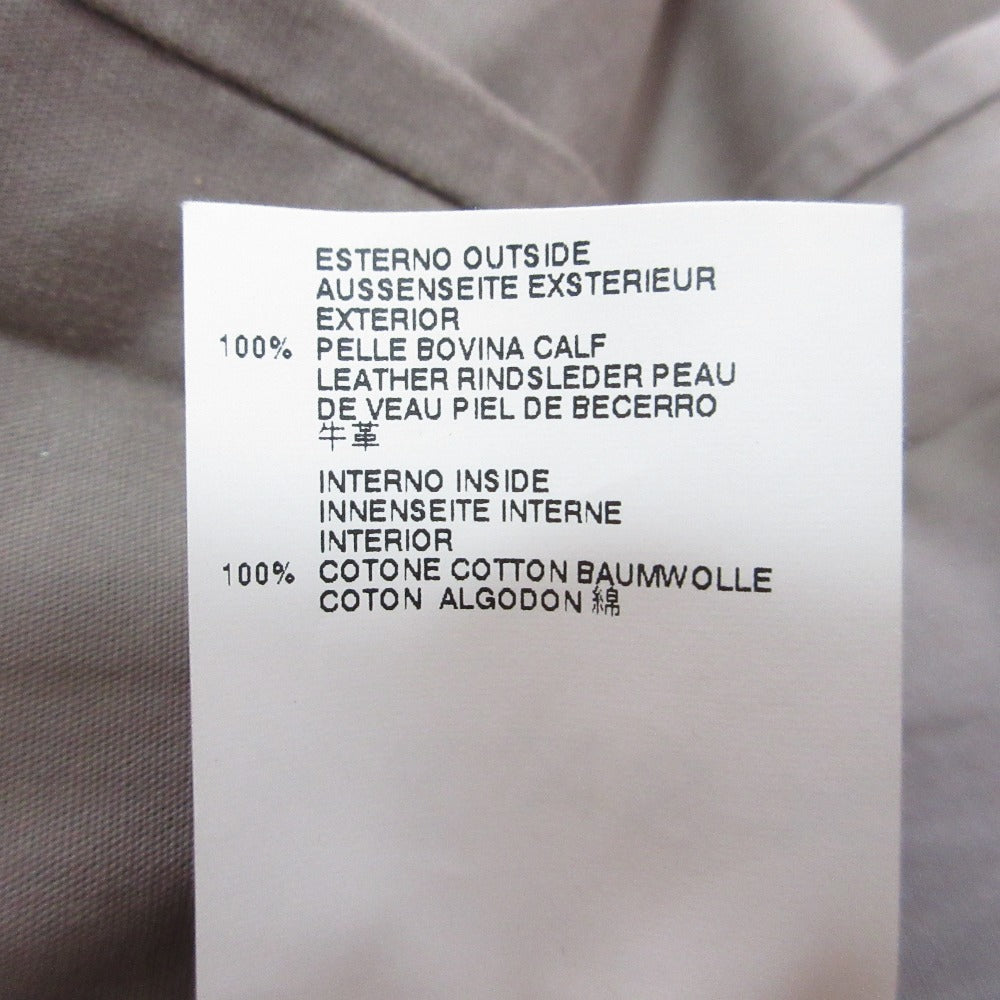 ESTERNO OUTSIDE
AUSSENSEITE EXSTERIEUR
EXTERIOR
100% PELLE BOVINA CALF
LEATHER RINDSLEDER PEAU
DE VEAU PIEL DE BECERRO
牛革
INTERNO INSIDE
INNENSEITE INTERNE
INTERIOR
100% COTONE COTTON BAUMWOLLE
COTON ALGODON 綿